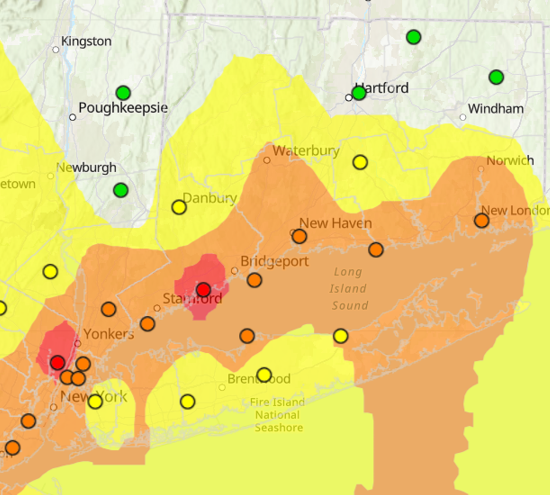 Kingston
Hartford
Poughkeepsie
Windham
Waterbury
Norwich
Newburgh
etown
Danbury
New London
New Haven
Bridgeport
Long
Island
Sound
Stamford
Yonkers
Brentwood
New York
Fire Island
National
Seashore